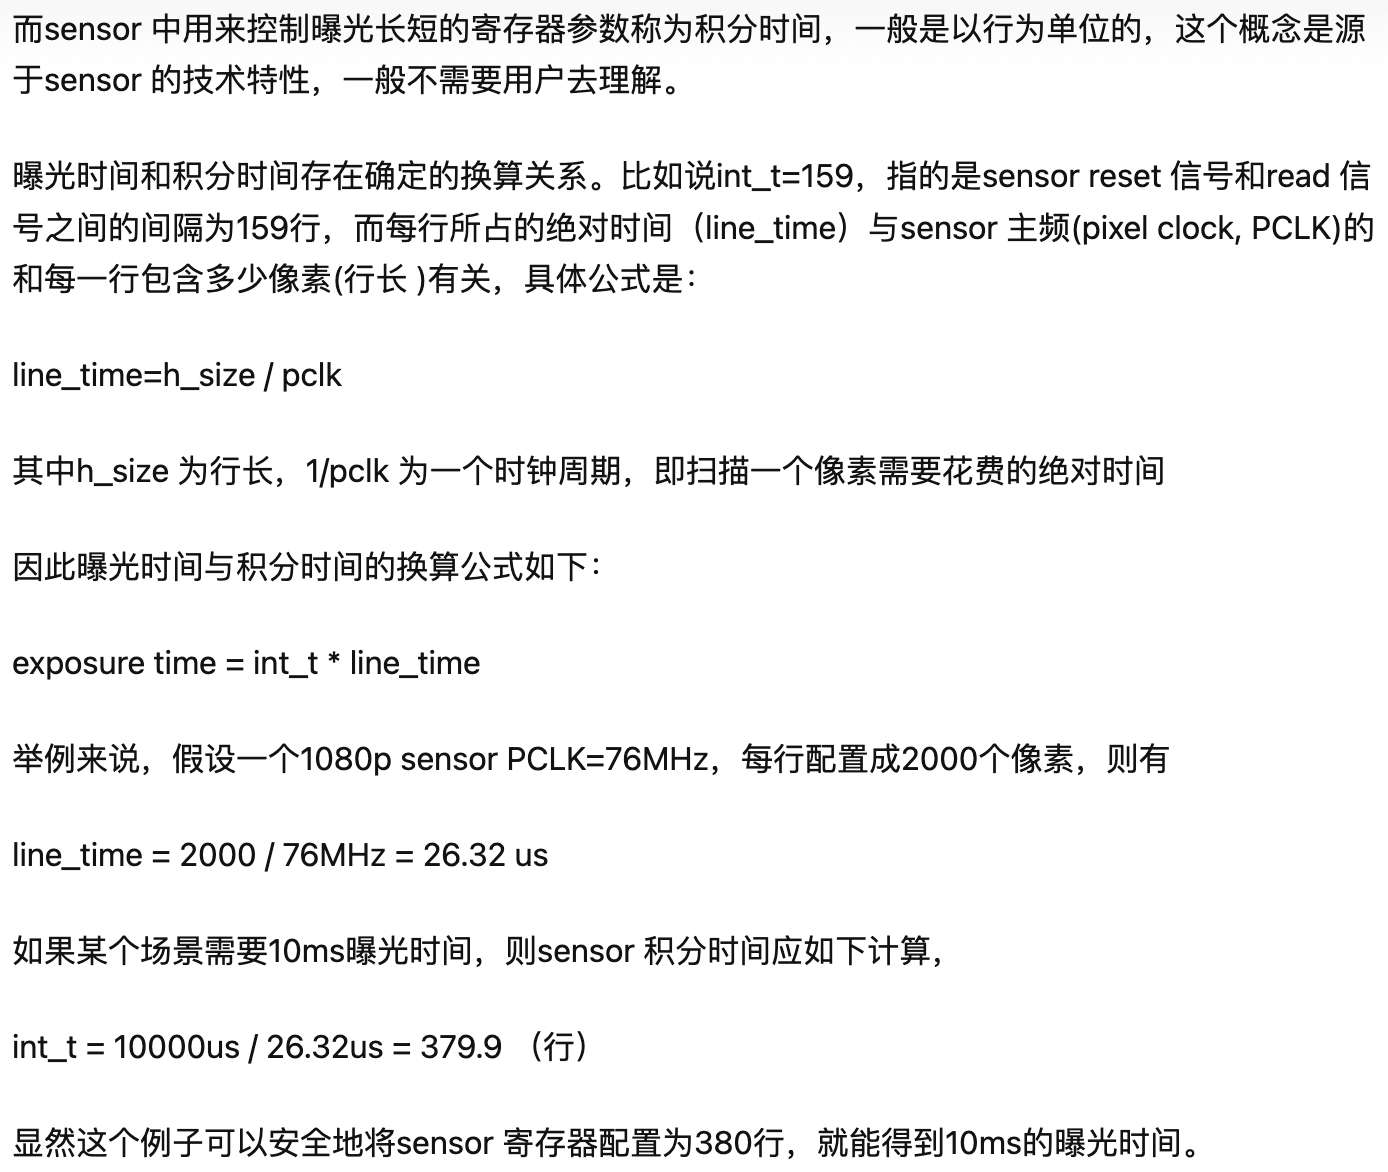 而sensor 中用来控制曝光长短的寄存器参数称为积分时间，一般是以行为单位的，这个概念是源
于sensor 的技术特性，一般不需要用户去理解。
曝光时间和积分时间存在确定的换算关系。比如说int_t=159，指的是sensor reset 信号和read 信
号之间的间隔为159行，而每行所占的绝对时间（line_time）与sensor 主频(pixel clock, PCLK)的
和每一行包含多少像素(行长 )有关，具体公式是：
line_time=h_size / pclk
其中h_size 为行长，1/pclk 为一个时钟周期，即扫描一个像素需要花费的绝对时间
因此曝光时间与积分时间的换算公式如下：
exposure time = int_t * line_time
举例来说，假设一个1080p sensor PCLK=76MHz，每行配置成2000个像素，则有
line_time = 2000 / 76MHz = 26.32 us
如果某个场景需要10ms曝光时间，则sensor 积分时间应如下计算，
int_t = 10000us / 26.32us = 379.9 （行）
显然这个例子可以安全地将sensor 寄存器配置为380行，就能得到10ms的曝光时间。